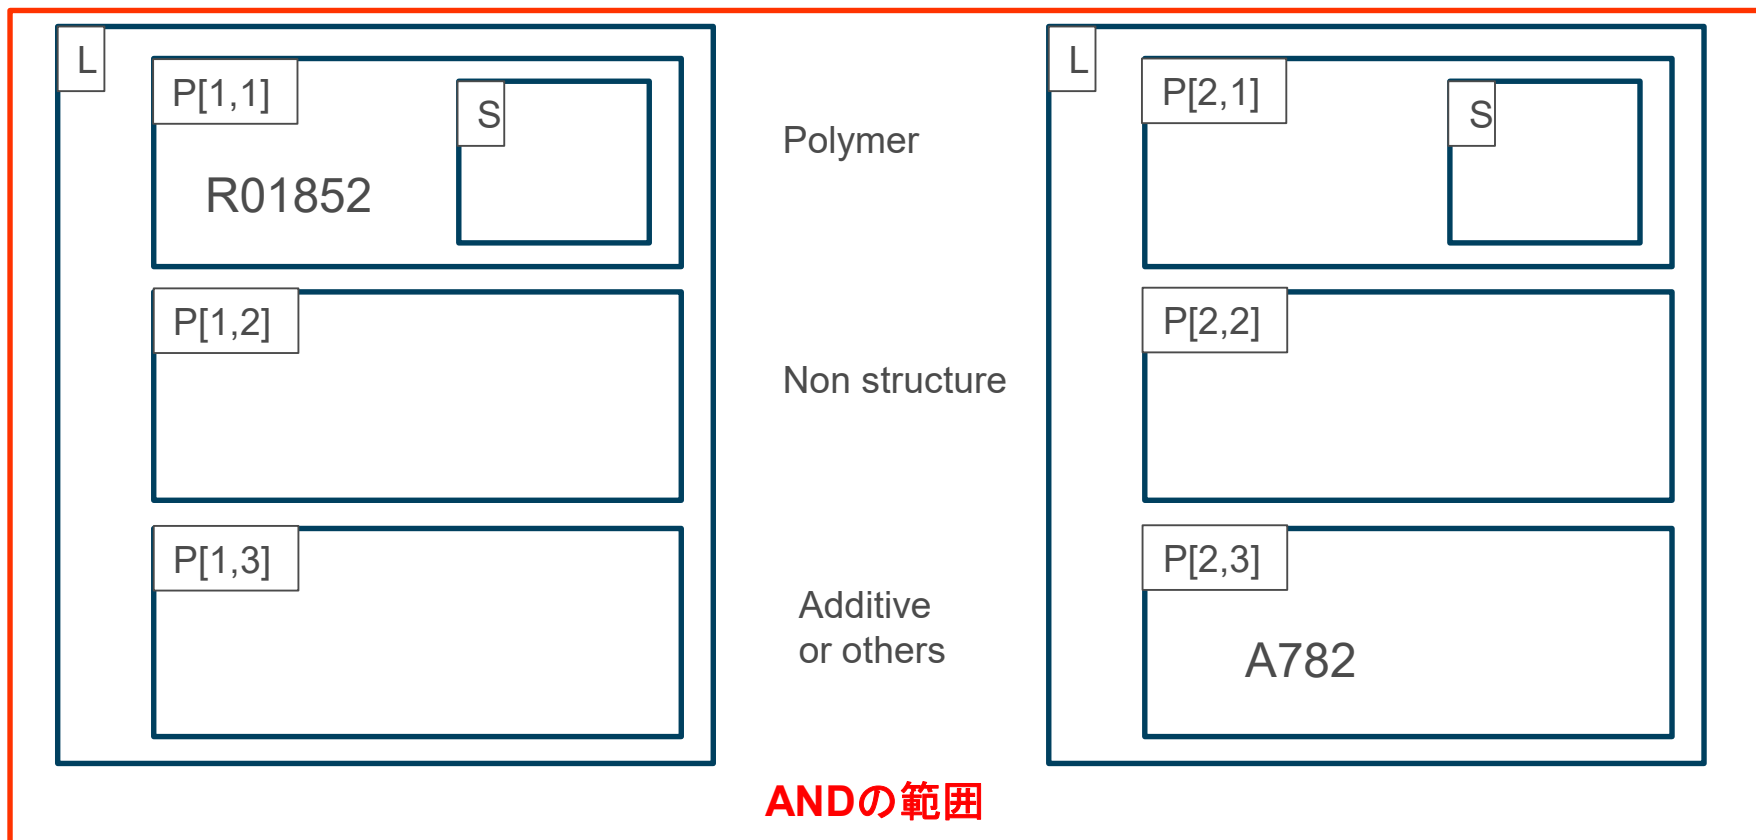 L
P[1,1]
S
R01852
P[1,2]
P[1,3]
Polymer
Non structure
Additive
or others
L
P[2,1]
S
P[2,2]
P[2,3]
A782
ANDの範囲